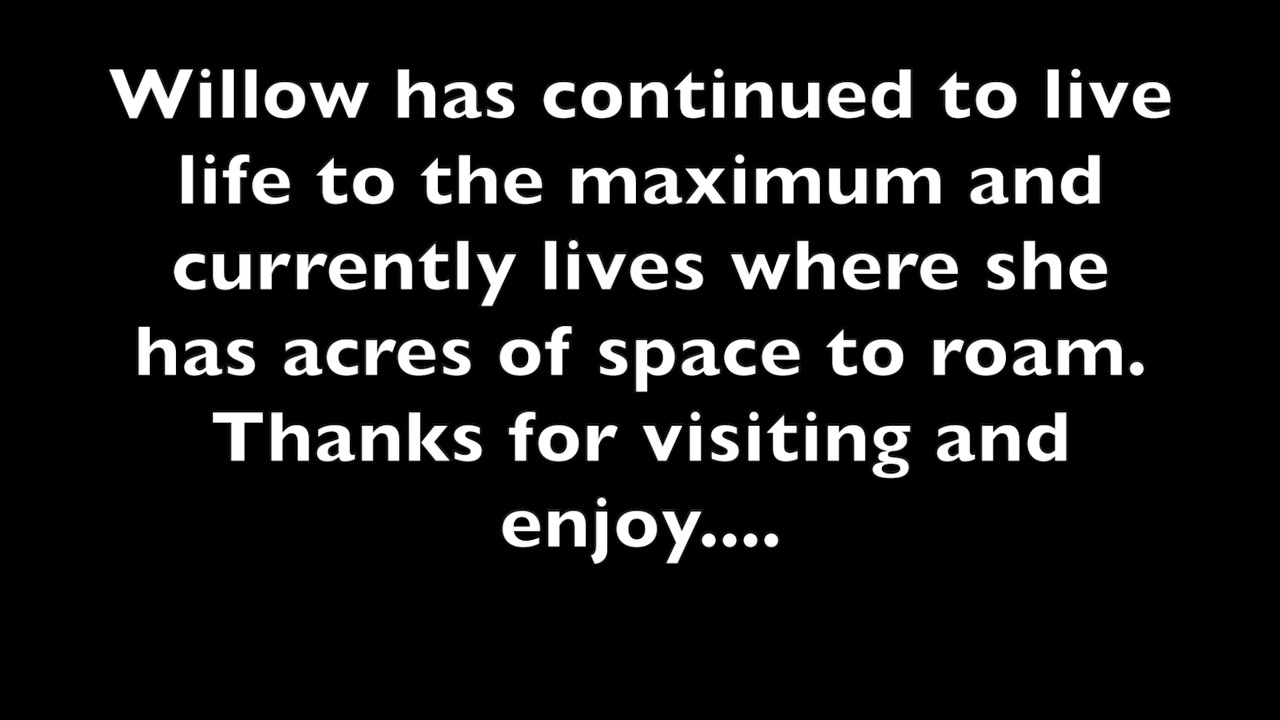 Willow has continued to live
life to the maximum and
currently lives where she
has acres of space to roam.
Thanks for visiting and
enjoy....